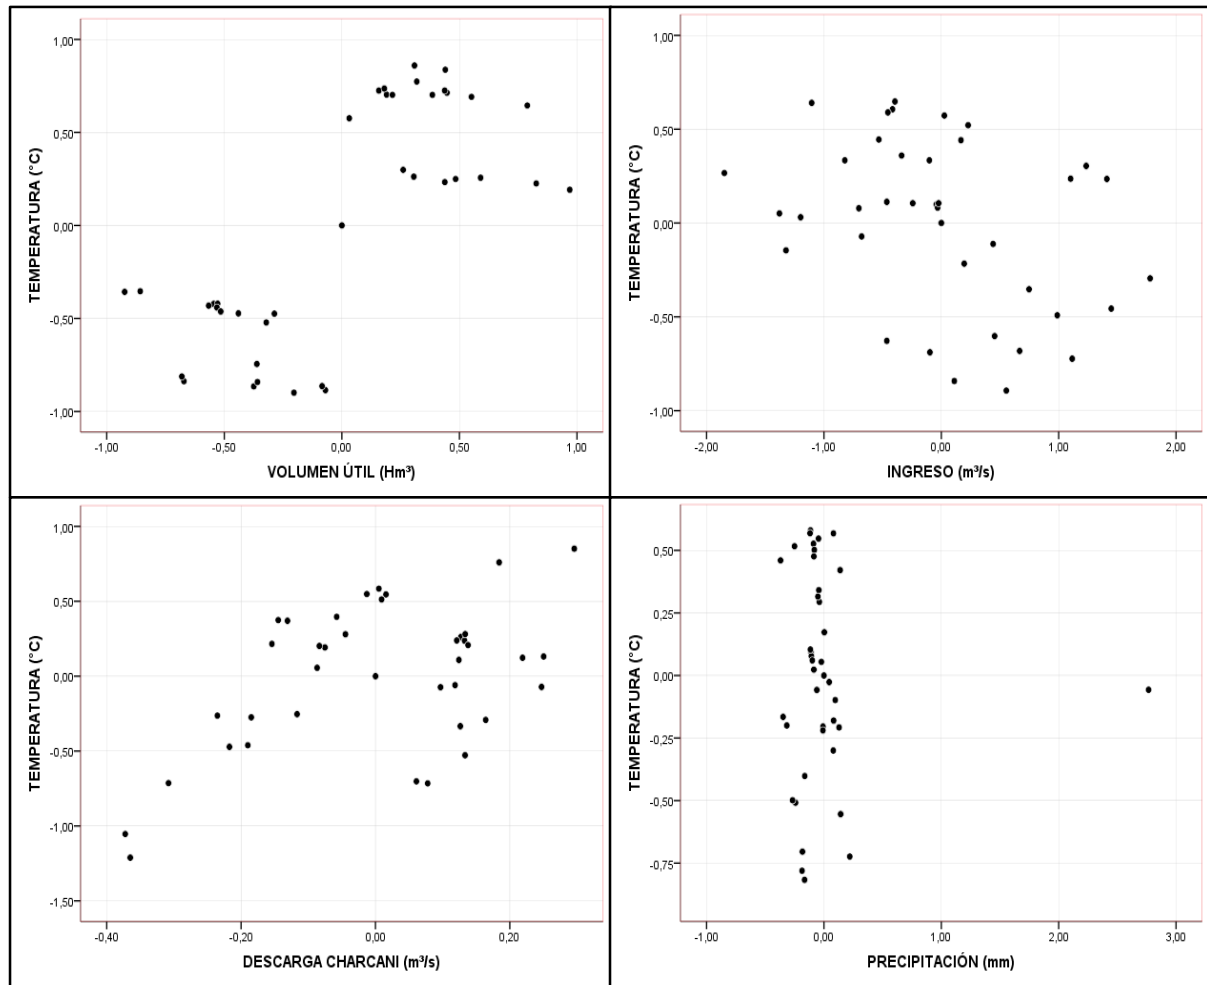 1,00
0,50
0,00
-0,50
-1,00
TEMPERATURA (°C)
-1,00 -0,50 0,00 0,50 1,00
VOLUMEN ÚTIL (Hm³)
1,00
0,50
0,00
-0,50
-1,00
TEMPERATURA (°C)
-2,00 -1,00 0,00 1,00 2,00
INGRESO (m³/s)
1,00
0,50
0,00
-0,50
-1,00
-1,50
TEMPERATURA (°C)
-0,40 -0,20 0,00 0,20
DESCARGA CHARCANI (m³/s)
0,50
0,25
0,00
-0,25
-0,50
-0,75
TEMPERATURA (°C)
-1,00 0,00 1,00 2,00 3,00
PRECIPITACIÓN (mm)